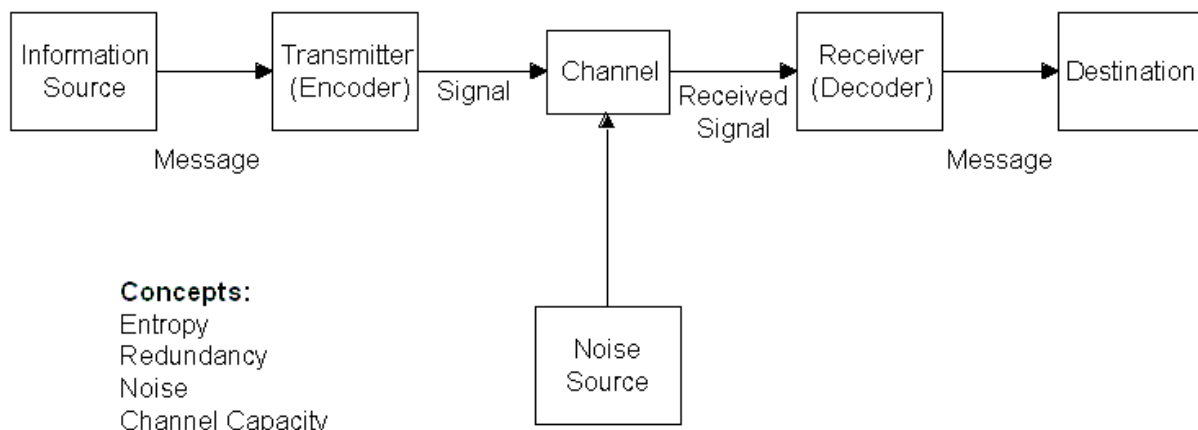 Information
Source
Transmitter
(Encoder)
Channel
Receiver
(Decoder)
Destination
Signal
Received
Signal
Message
Message
Concepts:
Entropy
Redundancy
Noise
Channel Capacity
Noise
Source